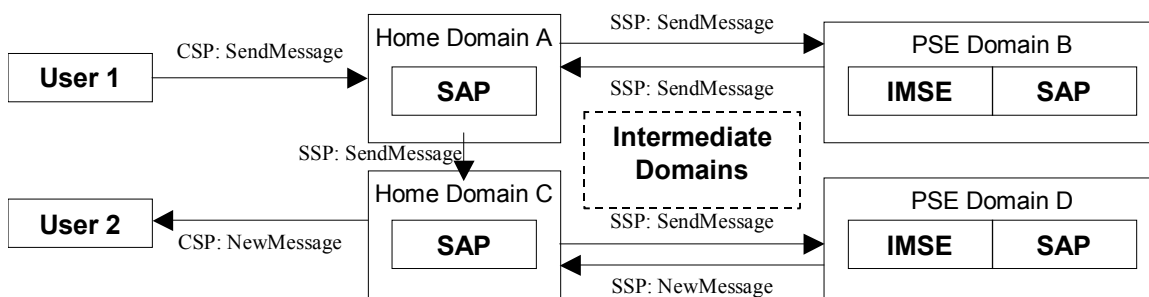 SSP: SendMessage
Home Domain A
PSE Domain B
CSP: SendMessage
User 1
SAP
SSP: SendMessage
IMSE SAP
Intermediate
Domains
SSP: SendMessage
Home Domain C
PSE Domain D
User 2
SSP: SendMessage
CSP: NewMessage
SAP
IMSE SAP
SSP: NewMessage